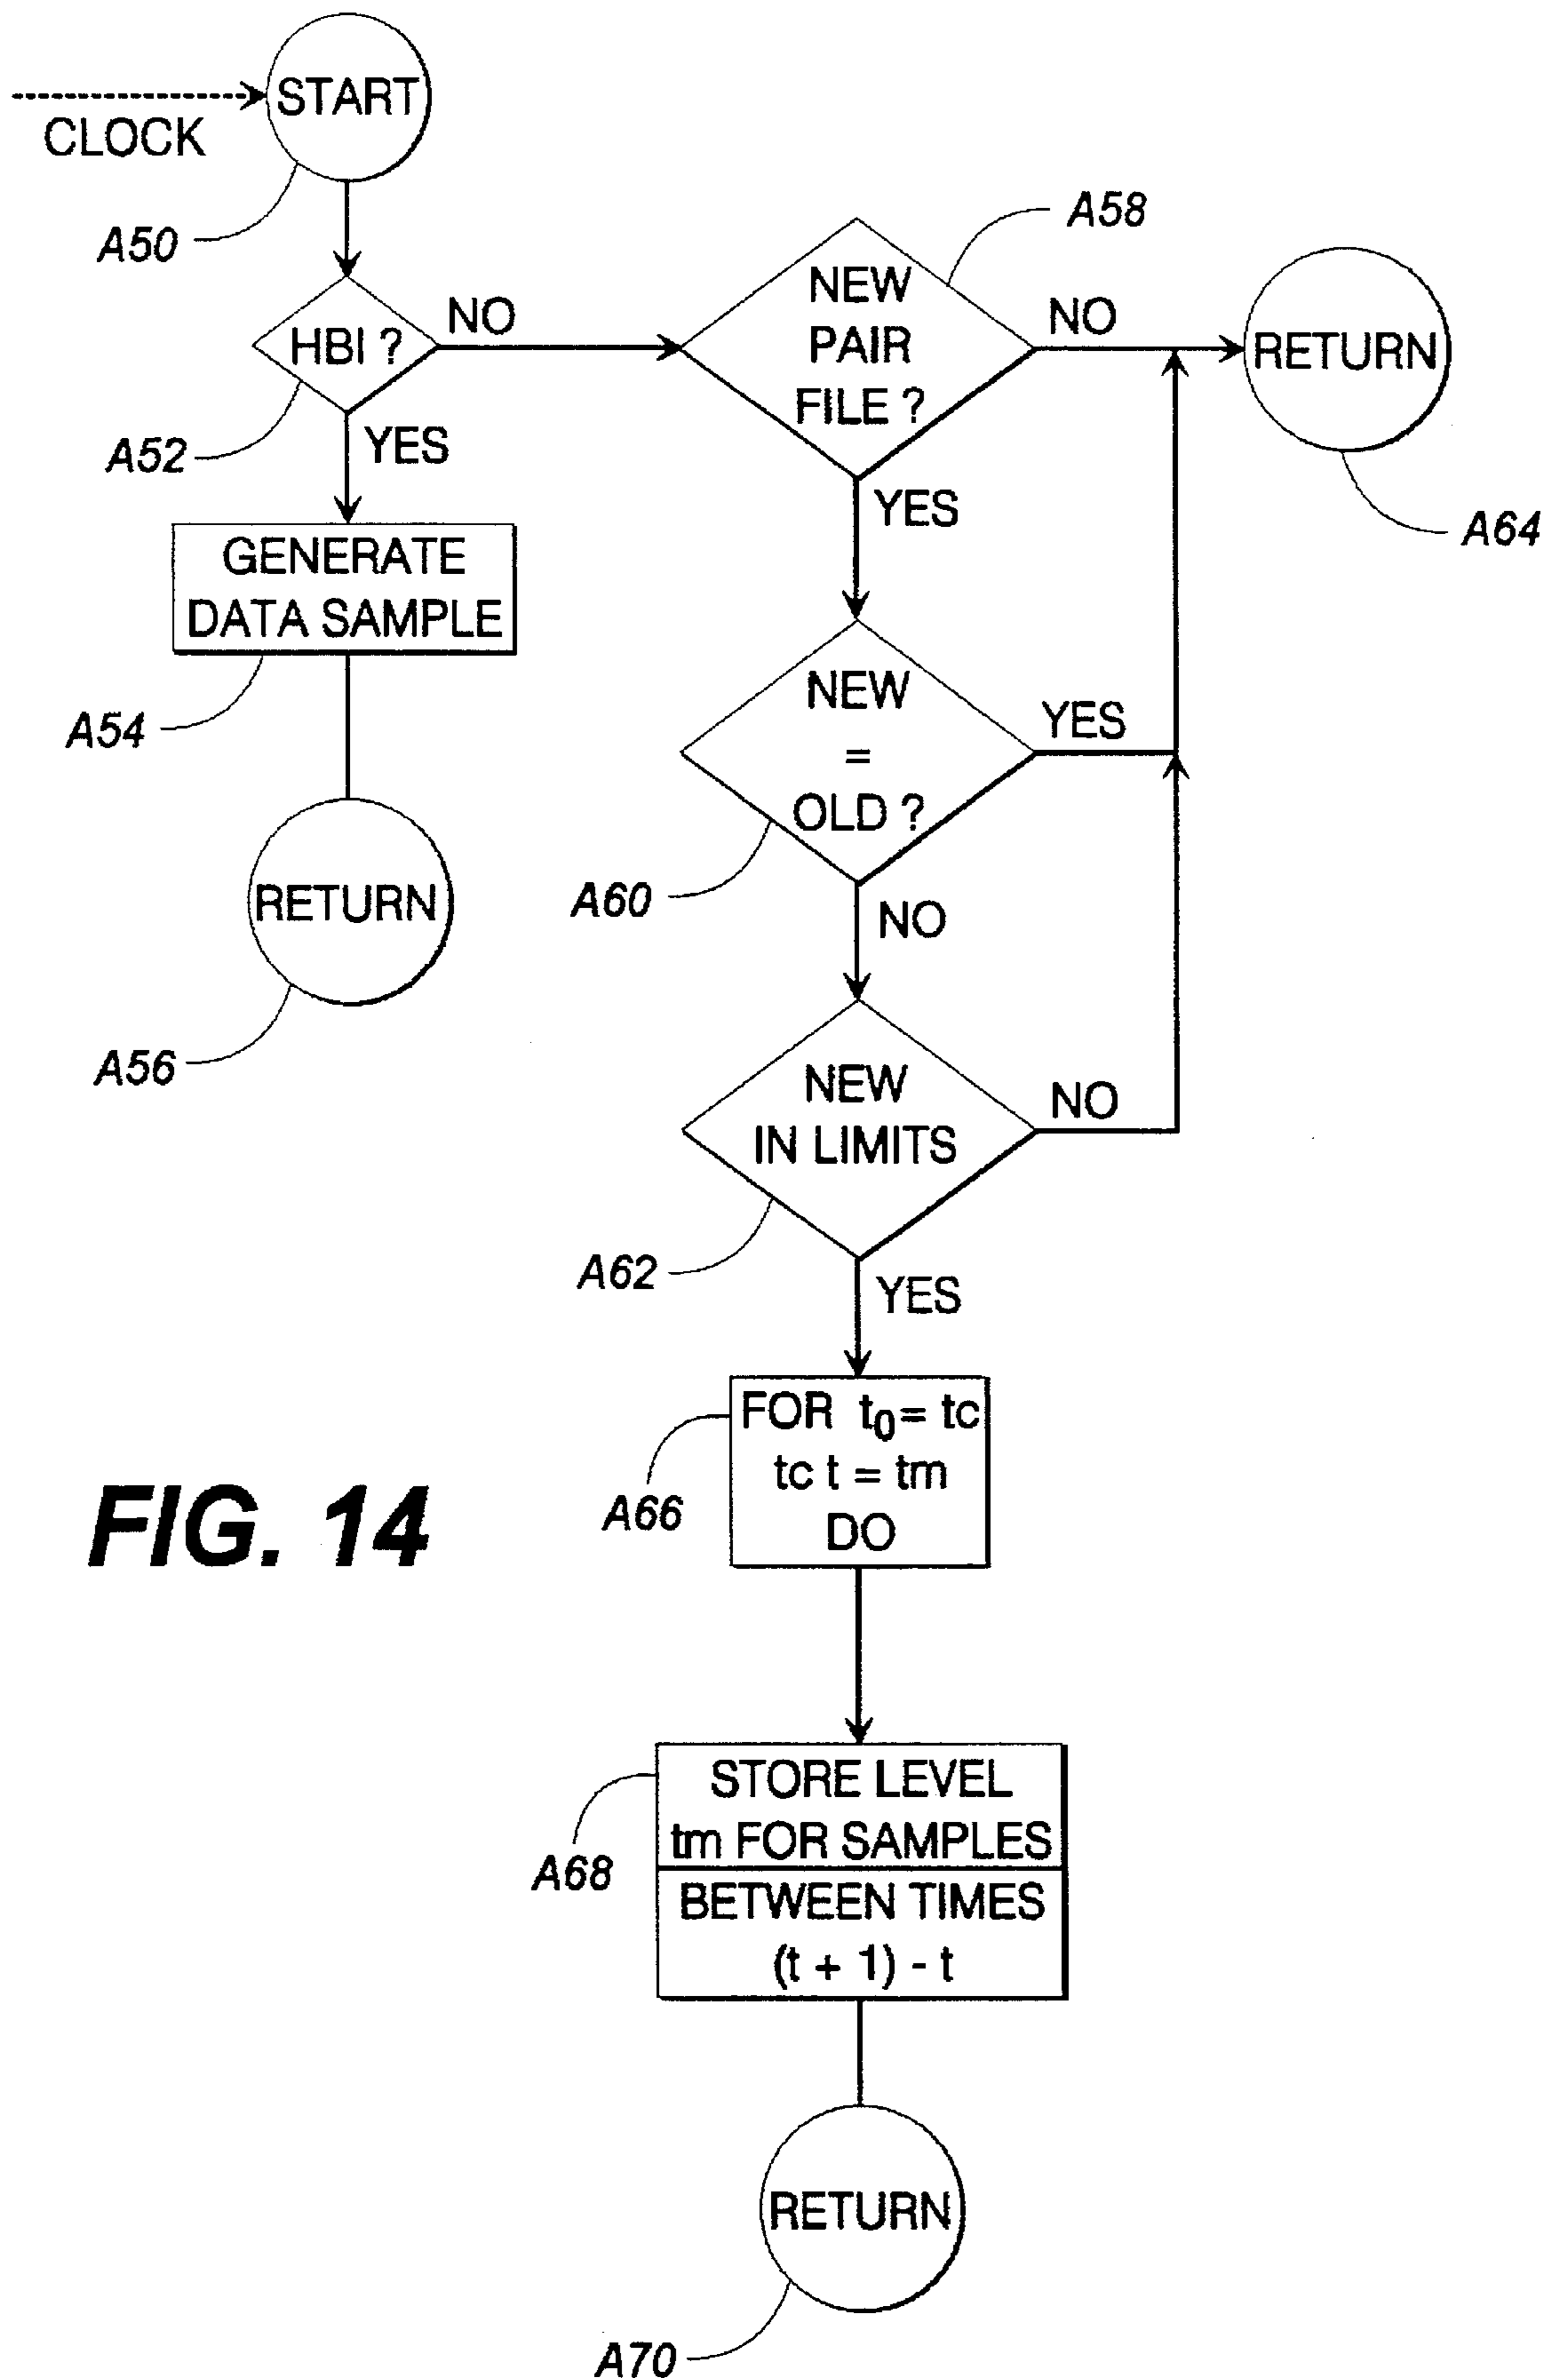 START
CLOCK
A50
HBI ?
NO
A52
YES
GENERATE
DATA SAMPLE
A54
RETURN
A56
NEW
PAIR
FILE ?
A58
NO
RETURN
A64
YES
NEW
=
OLD ?
YES
A60
NO
NEW
IN LIMITS
NO
A62
YES
FOR t₀ = tc
tc t = tm
DO
A66
FIG. 14
STORE LEVEL
tm FOR SAMPLES
BETWEEN TIMES
(t + 1) - t
A68
RETURN
A70